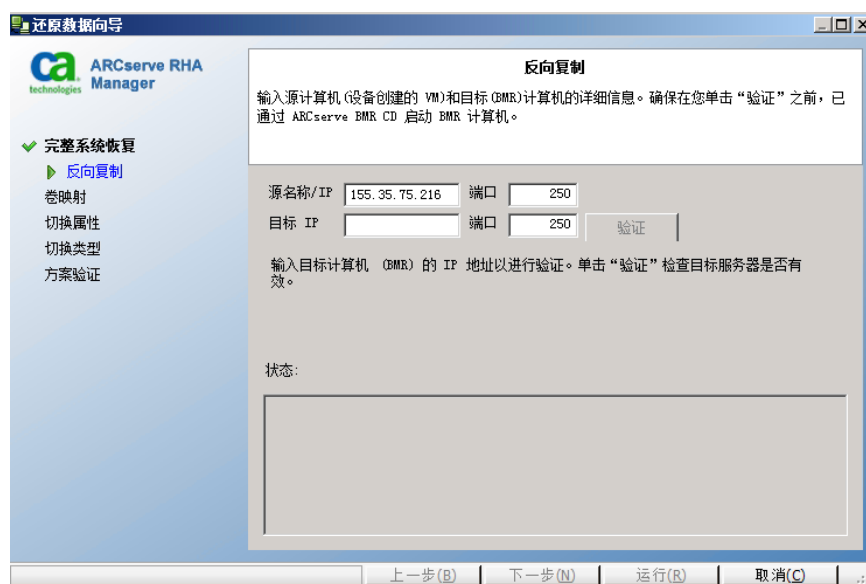 还原数据向导
ca technologies
ARCserve RHA
Manager
完整系统恢复
反向复制
卷映射
切换属性
切换类型
方案验证
反向复制
输入源计算机(设备创建的 VM)和目标(BMR)计算机的详细信息。确保在您单击“验证”之前，已
通过 ARCserve BMR CD 启动 BMR 计算机。
源名称/IP 155.35.75.216 端口 250
目标 IP 端口 250 验证
输入目标计算机 (BMR) 的 IP 地址以进行验证。单击“验证”检查目标服务器是否有
效。
状态:
上一步(B) 下一步(N) 运行(R) 取消(C)